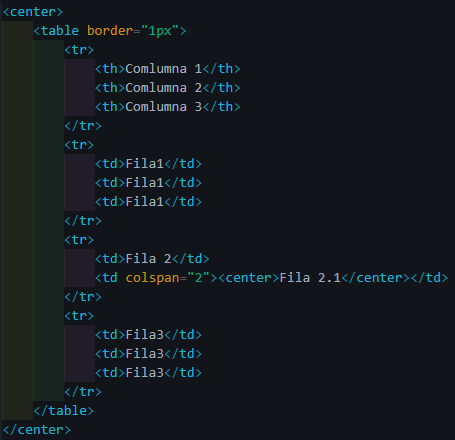 <center>
<table border="1px">
<tr>
<th>Comlumna 1</th>
<th>Comlumna 2</th>
<th>Comlumna 3</th>
</tr>
<tr>
<td>Fila1</td>
<td>Fila1</td>
<td>Fila1</td>
</tr>
<tr>
<td>Fila 2</td>
<td colspan="2"><center>Fila 2.1</center></td>
</tr>
<tr>
<td>Fila3</td>
<td>Fila3</td>
<td>Fila3</td>
</tr>
</table>
</center>